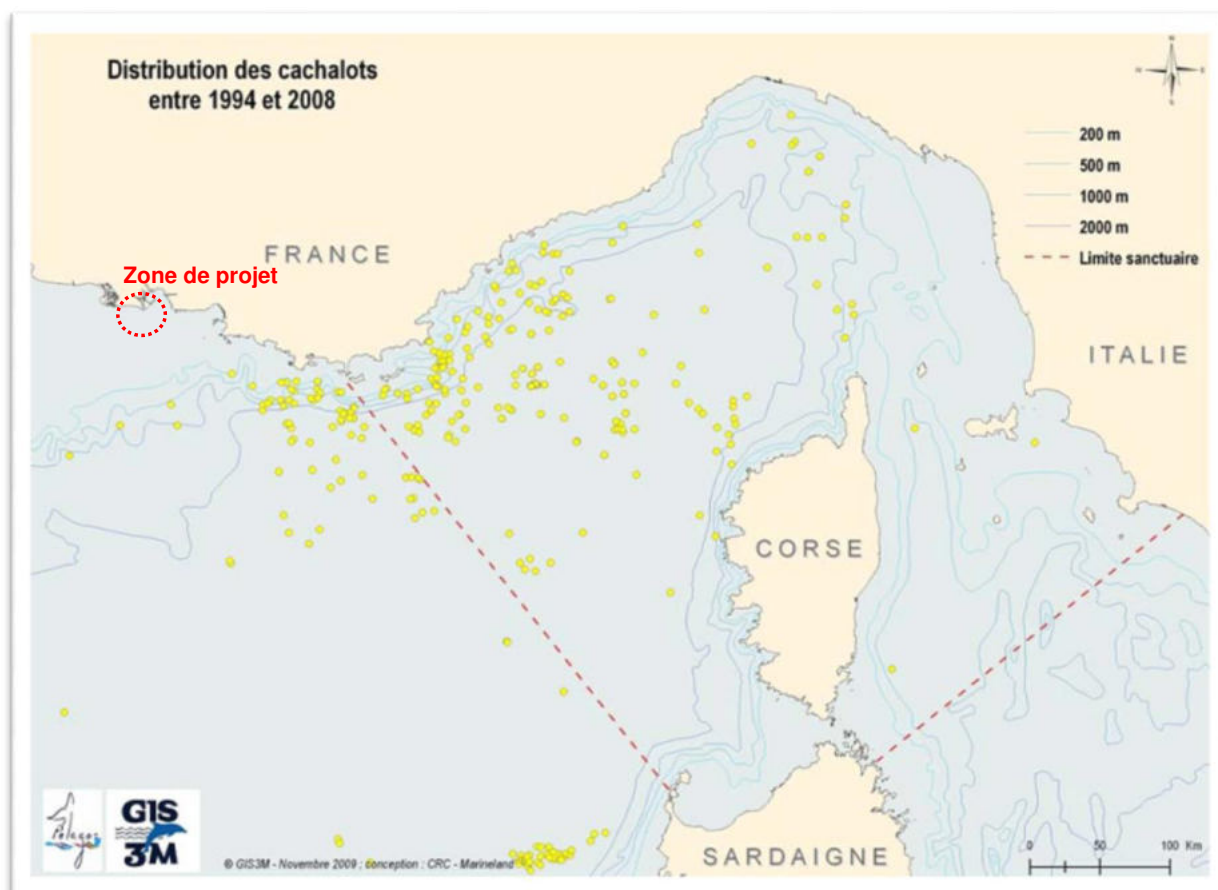 Distribution des cachalots
entre 1994 et 2008
N
200 m
500 m
1000 m
2000 m
Limite sanctuaire
FRANCE
Zone de projet
ITALIE
CORSE
SARDAIGNE
Pelagos
GIS
3M
© GIS3M - Novembre 2009 ; conception : CRC - Marineland
0 50 100 Km